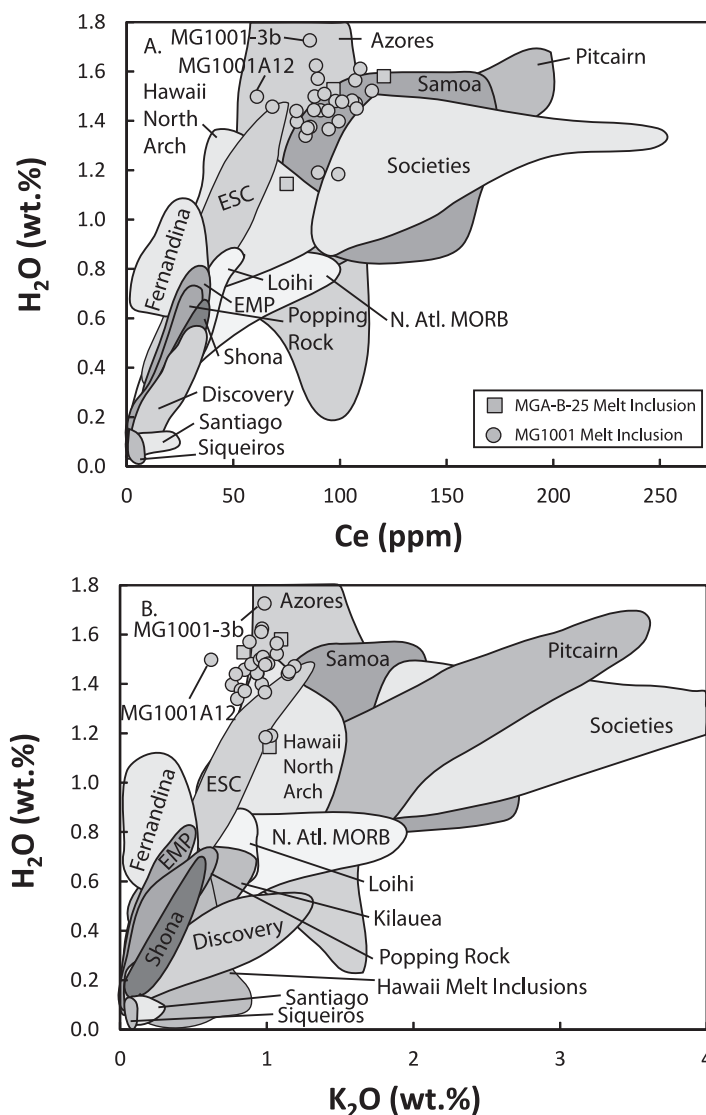 A.
MG1001-3b
Azores
MG1001A12
Pitcairn
Hawaii
North
Arch
Samoa
Societies
ESC
Fernandina
Loihi
EMP
Popping
Rock
N. Atl. MORB
Shona
Discovery
Santiago
Siqueiros
MGA-B-25 Melt Inclusion
MG1001 Melt Inclusion
H₂O (wt.%)
1.8
1.6
1.4
1.2
1.0
0.8
0.6
0.4
0.2
0.0
0
50
100
150
200
250
Ce (ppm)
B.
Azores
MG1001-3b
Samoa
Pitcairn
MG1001A12
Societies
Hawaii
North
Arch
ESC
Fernandina
EMP
N. Atl. MORB
Loihi
Shona
Kilauea
Discovery
Popping Rock
Hawaii Melt Inclusions
Santiago
Siqueiros
H₂O (wt.%)
1.8
1.6
1.4
1.2
1.0
0.8
0.6
0.4
0.2
0.0
0
1
2
3
4
K₂O (wt.%)